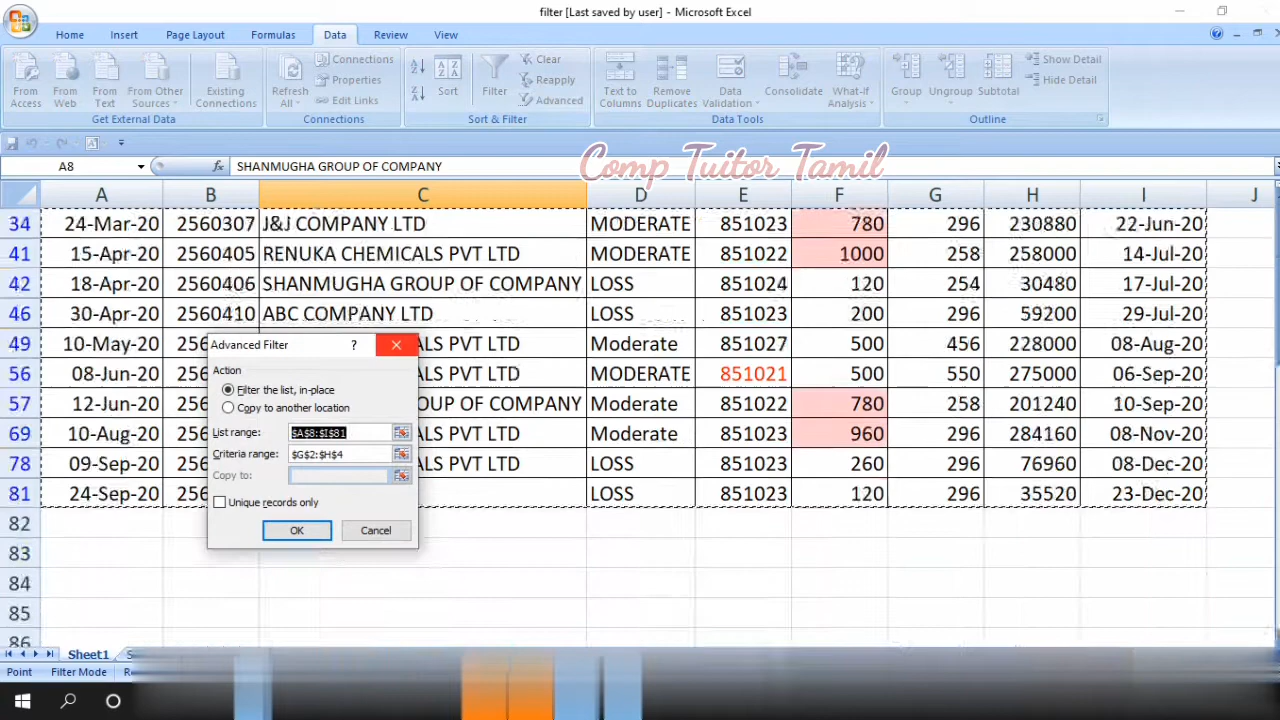 filter [Last saved by user] - Microsoft Excel
Home Insert Page Layout Formulas Data Review View
From Access
From Web
From Text
From Other Sources
Existing Connections
Get External Data
Refresh All
Connections
Properties
Edit Links
Connections
Sort
Filter
Clear
Reapply
Advanced
Sort & Filter
Text to Columns
Remove Duplicates
Data Validation
Consolidate
What-If Analysis
Data Tools
Group
Ungroup
Subtotal
Show Detail
Hide Detail
Outline
A8 fx SHANMUGHA GROUP OF COMPANY
Comp Tuitor Tamil
A B C D E F G H I J
34 24-Mar-20 2560307 J&J COMPANY LTD MODERATE 851023 780 296 230880 22-Jun-20
41 15-Apr-20 2560405 RENUKA CHEMICALS PVT LTD MODERATE 851022 1000 258 258000 14-Jul-20
42 18-Apr-20 2560406 SHANMUGHA GROUP OF COMPANY LOSS 851024 120 254 30480 17-Jul-20
46 30-Apr-20 2560410 ABC COMPANY LTD LOSS 851023 200 296 59200 29-Jul-20
49 10-May-20 256 ALS PVT LTD Moderate 851027 500 456 228000 08-Aug-20
56 08-Jun-20 256 ALS PVT LTD MODERATE 851021 500 550 275000 06-Sep-20
57 12-Jun-20 256 GROUP OF COMPANY Moderate 851022 780 258 201240 10-Sep-20
69 10-Aug-20 256 ALS PVT LTD Moderate 851023 960 296 284160 08-Nov-20
78 09-Sep-20 256 ALS PVT LTD LOSS 851023 260 296 76960 08-Dec-20
81 24-Sep-20 256 LOSS 851023 120 296 35520 23-Dec-20
82
83
84
85
86
Advanced Filter ?
Action
Filter the list, in-place
Copy to another location
List range: $A$8:$I$81
Criteria range: $G$2:$H$4
Copy to:
Unique records only
OK Cancel
Sheet1
Point Filter Mode